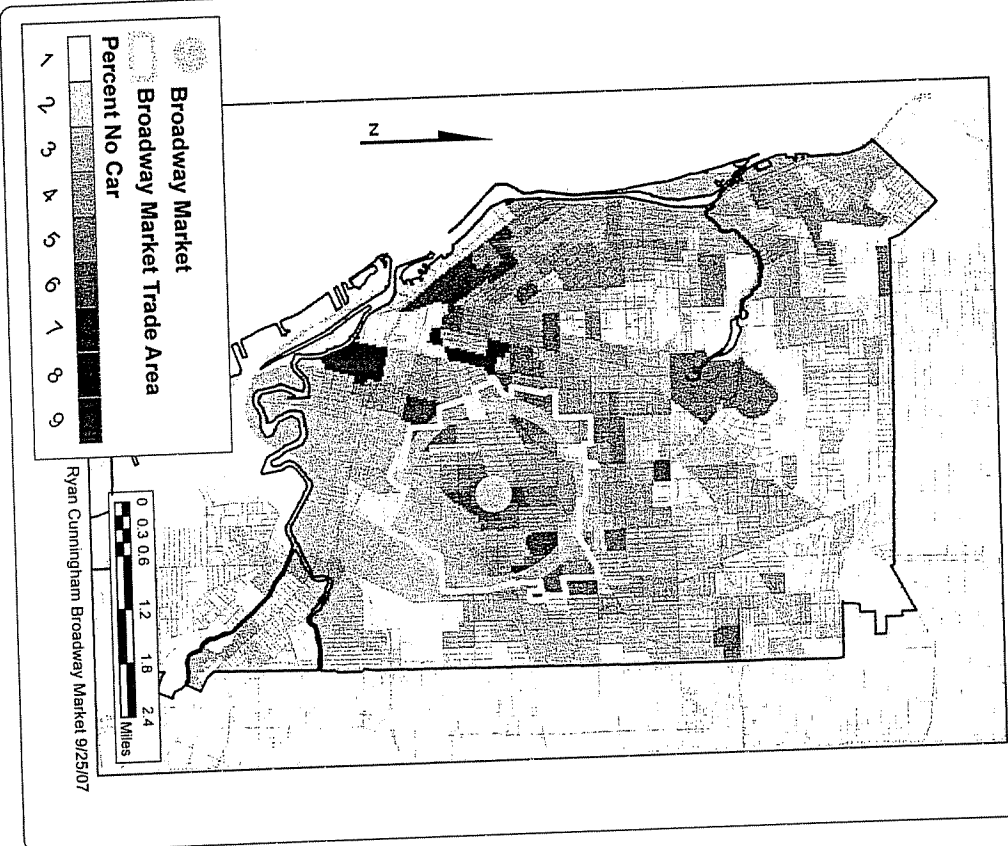 Broadway Market
Broadway Market Trade Area
Percent No Car
1 2 3 4 5 6 7 8 9
N
0 0.3 0.6 1.2 1.8 2.4
Miles
Ryan Cunningham Broadway Market 9/25/07